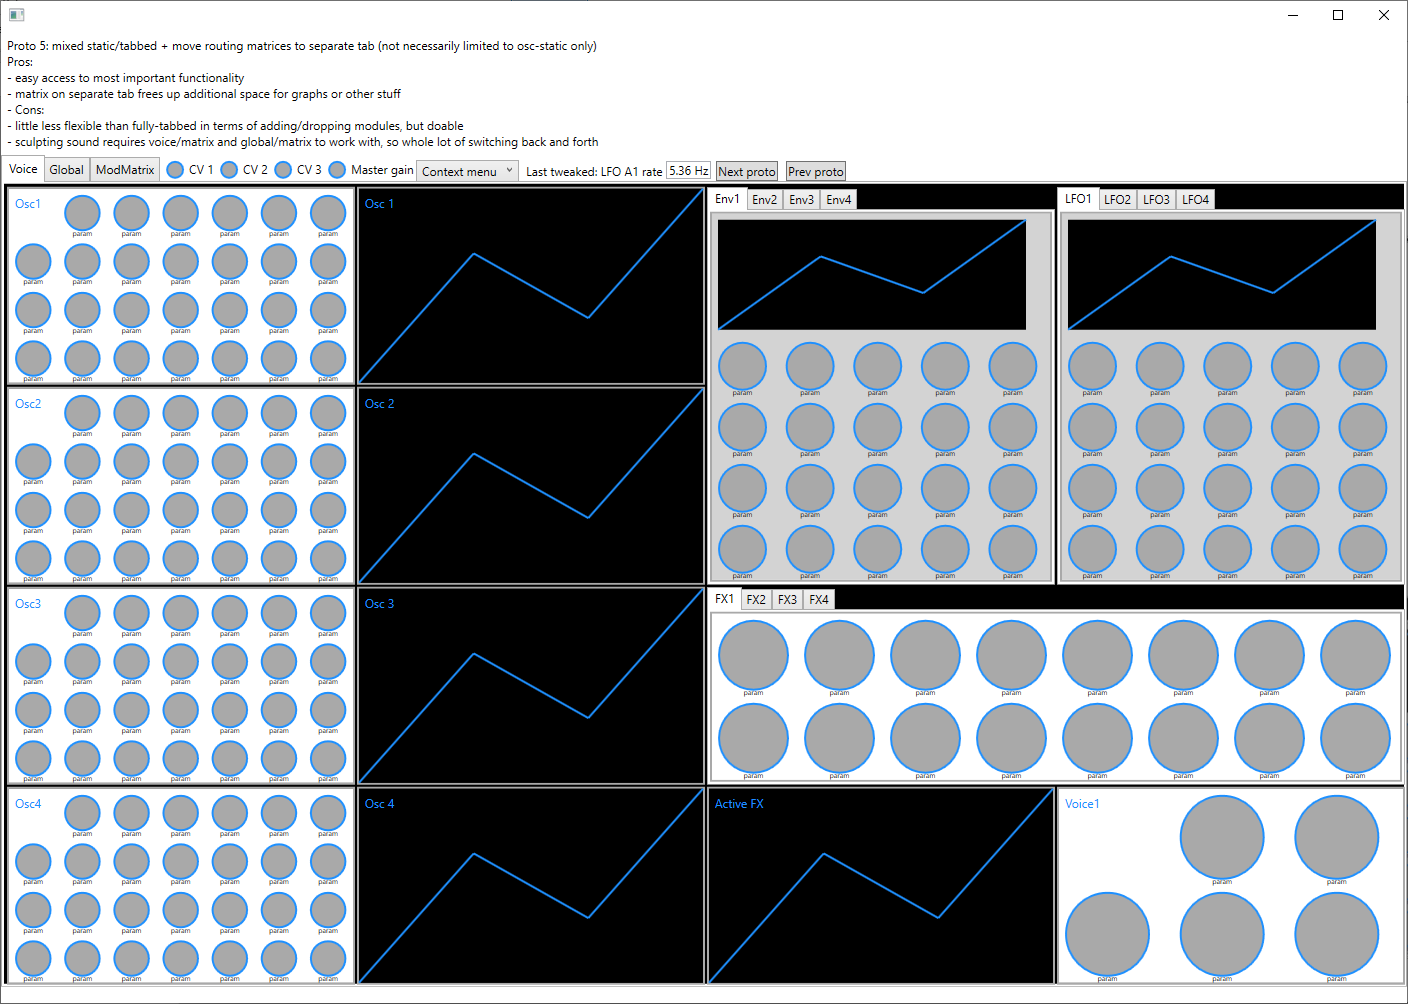 Proto 5: mixed static/tabbed + move routing matrices to separate tab (not necessarily limited to osc-static only)
Pros:
- easy access to most important functionality
- matrix on separate tab frees up additional space for graphs or other stuff
- Cons:
- little less flexible than fully-tabbed in terms of adding/dropping modules, but doable
- sculpting sound requires voice/matrix and global/matrix to work with, so whole lot of switching back and forth
Voice Global ModMatrix CV 1 CV 2 CV 3 Master gain Context menu Last tweaked: LFO A1 rate 5.36 Hz Next proto Prev proto
Osc1
param param param param param param
param param param param param param param
param param param param param param param
param param param param param param param
Osc 1
Env1 Env2 Env3 Env4
param param param param param
param param param param param
param param param param param
param param param param param
LFO1 LFO2 LFO3 LFO4
param param param param param
param param param param param
param param param param param
param param param param param
Osc2
param param param param param param
param param param param param param param
param param param param param param param
param param param param param param param
Osc 2
Osc3
param param param param param param
param param param param param param param
param param param param param param param
param param param param param param param
Osc 3
FX1 FX2 FX3 FX4
param param param param param param param param
param param param param param param param param
Osc4
param param param param param param
param param param param param param param
param param param param param param param
param param param param param param param
Osc 4
Active FX
Voice1
param param
param param param